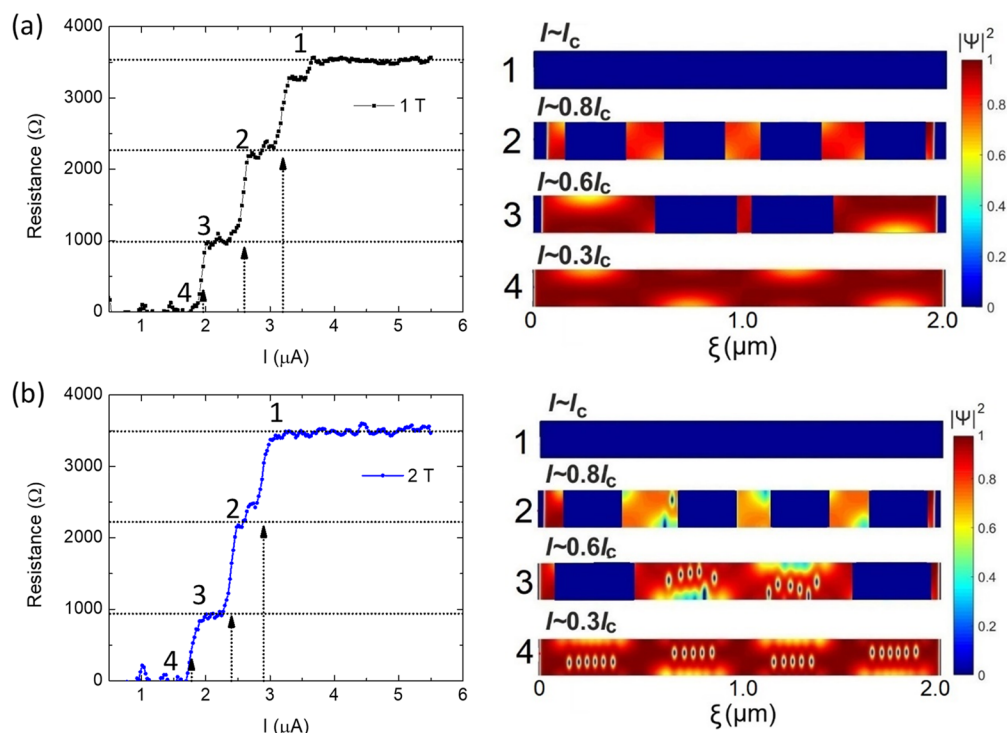 (a)
4000
3000
2000
1000
0
Resistance (Ω)
1
2
3
4
1 T
1 2 3 4 5 6
I (μA)
I~Ic
1
I~0.8Ic
2
I~0.6Ic
3
I~0.3Ic
4
0 1.0 2.0
ξ (μm)
|Ψ|²
1
0.8
0.6
0.4
0.2
0
(b)
4000
3000
2000
1000
0
Resistance (Ω)
1
2
3
4
2 T
1 2 3 4 5 6
I (μA)
I~Ic
1
I~0.8Ic
2
I~0.6Ic
3
I~0.3Ic
4
0 1.0 2.0
ξ (μm)
|Ψ|²
1
0.8
0.6
0.4
0.2
0